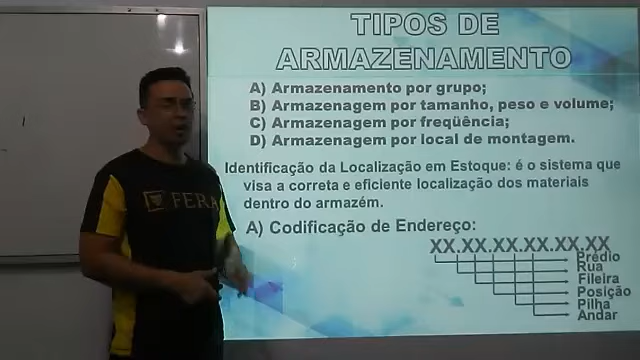 TIPOS DE
ARMAZENAMENTO
A) Armazenamento por grupo;
B) Armazenagem por tamanho, peso e volume;
C) Armazenagem por freqüência;
D) Armazenagem por local de montagem.
Identificação da Localização em Estoque: é o sistema que
visa a correta e eficiente localização dos materiais
dentro do armazém.
A) Codificação de Endereço:
XX.XX.XX.XX.XX.XX
Prédio
Rua
Fileira
Posição
Pilha
Andar
FERA